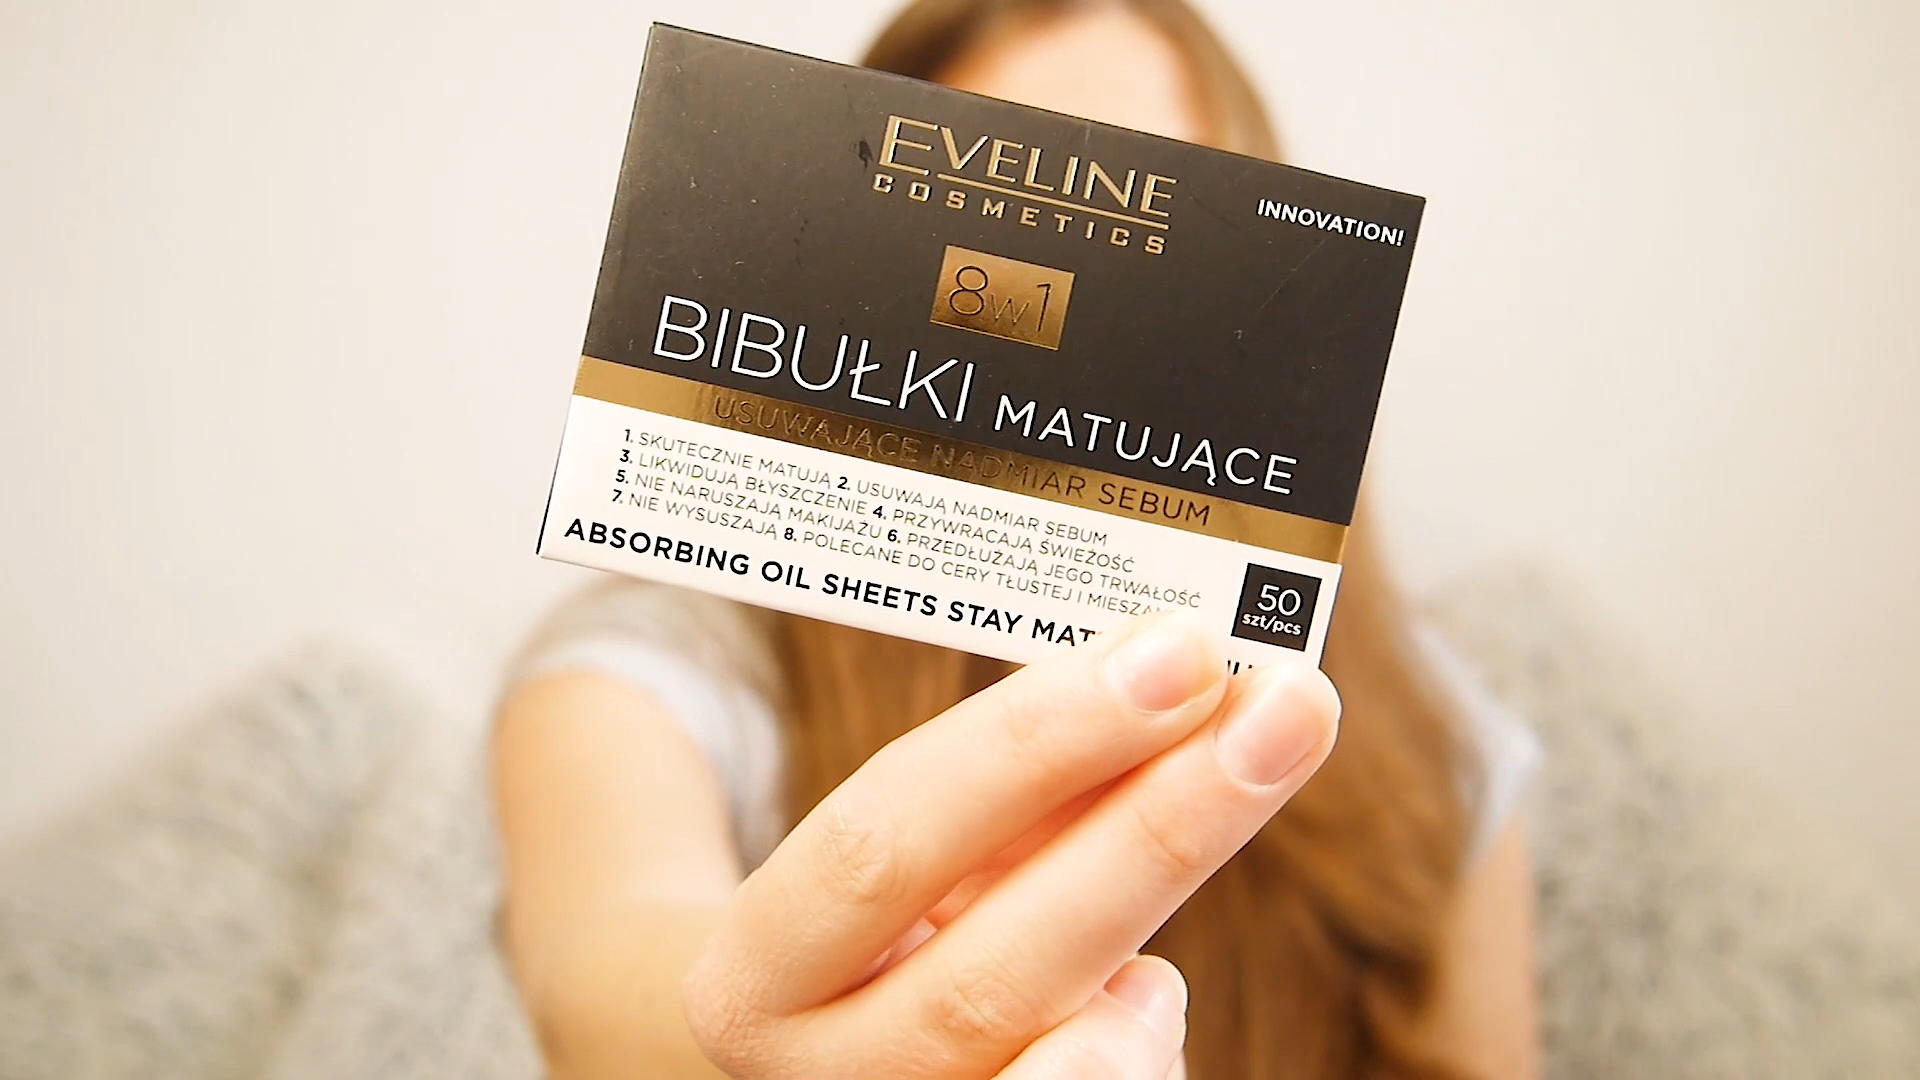 EVELINE
COSMETICS
INNOVATION!
8w1
BIBUŁKI MATUJĄCE
USUWAJĄCE NADMIAR SEBUM
1. SKUTECZNIE MATUJĄ 2. USUWAJĄ NADMIAR SEBUM
3. LIKWIDUJĄ BŁYSZCZENIE 4. PRZYWRACAJĄ ŚWIEŻOŚĆ
5. NIE NARUSZAJĄ MAKIJAŻU 6. PRZEDŁUŻAJĄ JEGO TRWAŁOŚĆ
7. NIE WYSUSZAJĄ 8. POLECANE DO CERY TŁUSTEJ I
ABSORBING OIL SHEETS STAY
50
szt/pcs